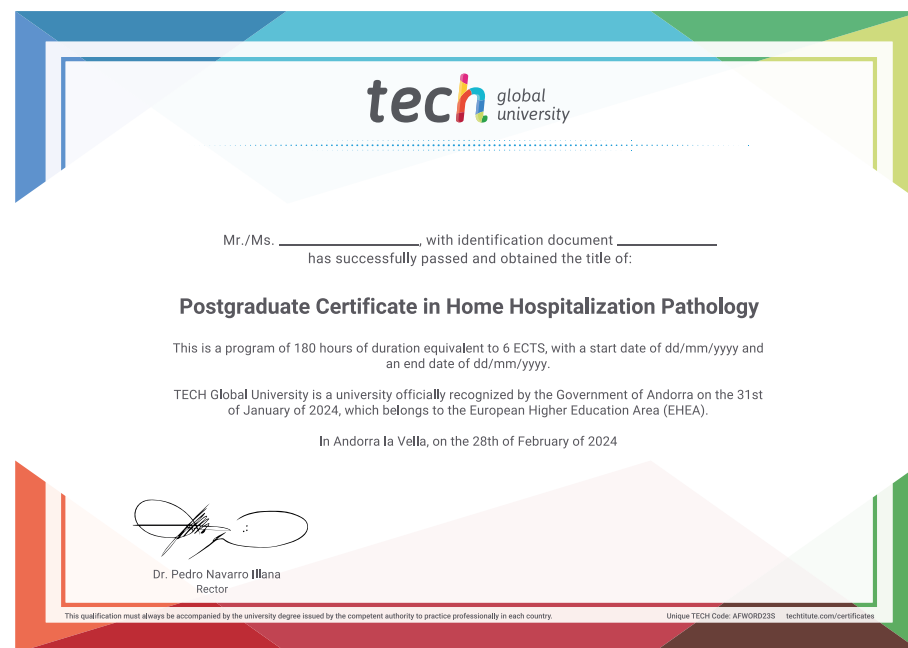 tech global university
Mr./Ms. ____________________, with identification document ______________
has successfully passed and obtained the title of:
Postgraduate Certificate in Home Hospitalization Pathology
This is a program of 180 hours of duration equivalent to 6 ECTS, with a start date of dd/mm/yyyy and
an end date of dd/mm/yyyy.
TECH Global University is a university officially recognized by the Government of Andorra on the 31st
of January of 2024, which belongs to the European Higher Education Area (EHEA).
In Andorra la Vella, on the 28th of February of 2024
Dr. Pedro Navarro Illana
Rector
This qualification must always be accompanied by the university degree issued by the competent authority to practice professionally in each country.
Unique TECH Code: AFWORD23S techtitute.com/certificates